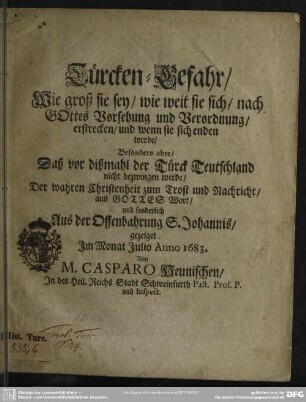 Türcken-Gefahr/
Wie groß sie sey/ wie weit sie sich/ nach
GOttes Vorsehung und Verordnung/
erstrecken/ und wenn sie sich enden
werde/
Besonders aber/
Daß vor dißmahl der Türck Teutschland
nicht bezwingen werde/
Der wahren Christenheit zum Trost und Nachricht/
aus GOTTES Wort/
und sonderlich
Aus der Offenbahrung S. Johannis/
gezeiget
Im Monat Julio Anno 1683.
Von
M. CASPARO Heunischen/
In des Heil. Reichs Stadt Schweinfurth Past. Prof. P.
und Inspect.
Hist. Turc.